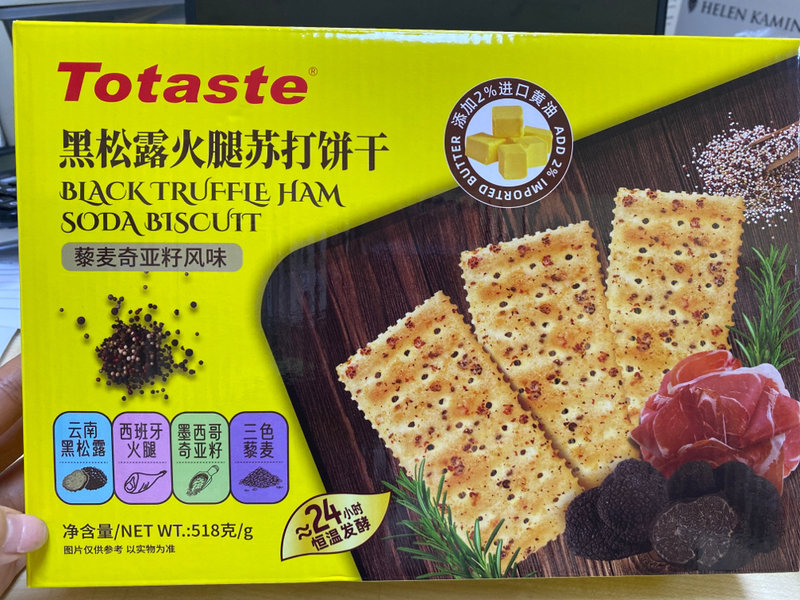 HELEN KAMIN
Totaste®
黑松露火腿苏打饼干
BLACK TRUFFLE HAM
SODA BISCUIT
藜麦奇亚籽风味
添加2%进口黄油
ADD 2% IMPORTED BUTTER
云南
黑松露
西班牙
火腿
墨西哥
奇亚籽
三色
藜麦
净含量/NET WT.:518克/g
图片仅供参考 以实物为准
≈24小时
恒温发酵